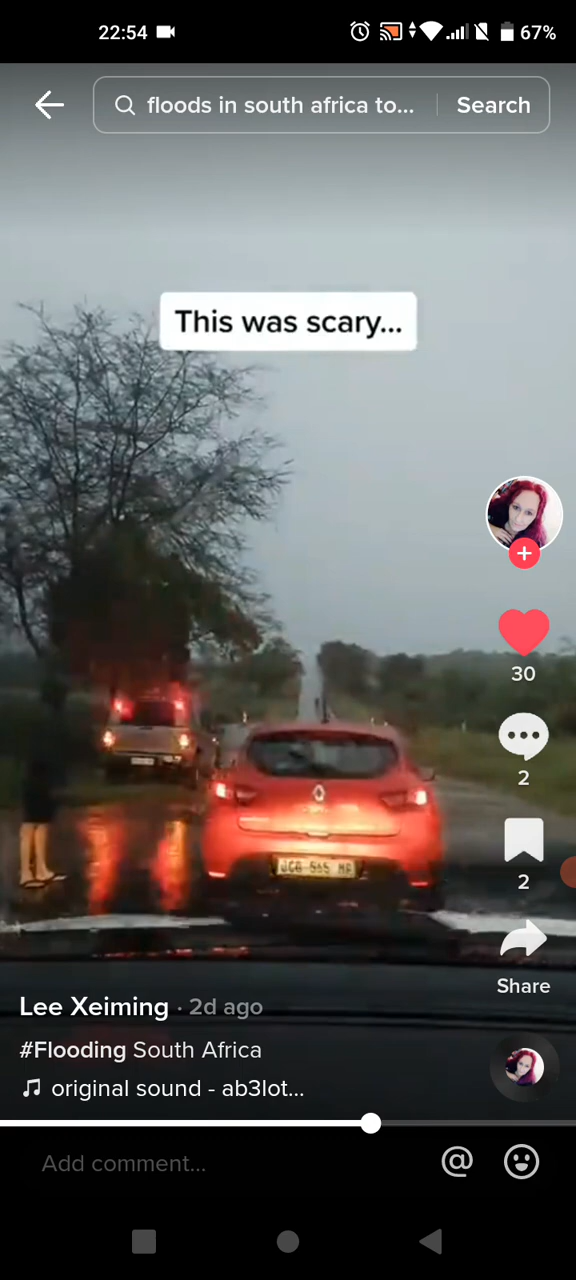 22:54
67%
floods in south africa to... Search
This was scary...
30
2
2
Share
Lee Xeiming · 2d ago
#Flooding South Africa
original sound - ab3lot...
Add comment...